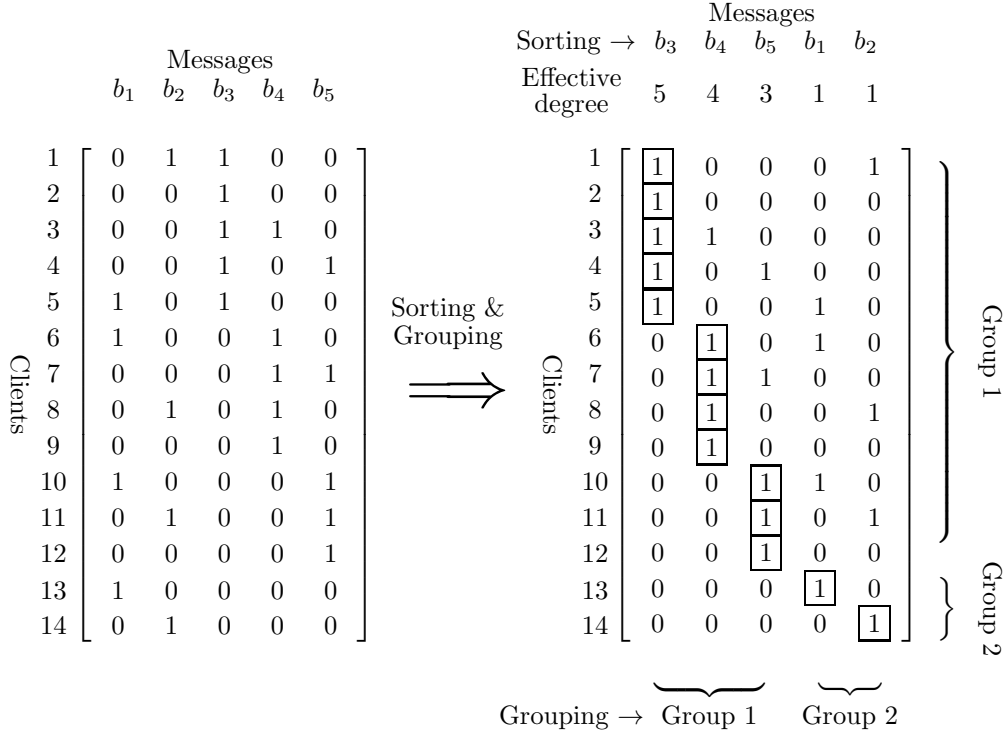 Messages
b1 b2 b3 b4 b5
Clients
1 0 1 1 0 0
2 0 0 1 0 0
3 0 0 1 1 0
4 0 0 1 0 1
5 1 0 1 0 0
6 1 0 0 1 0
7 0 0 0 1 1
8 0 1 0 1 0
9 0 0 0 1 0
10 1 0 0 0 1
11 0 1 0 0 1
12 0 0 0 0 1
13 1 0 0 0 0
14 0 1 0 0 0
Sorting &
Grouping
Messages
Sorting → b3 b4 b5 b1 b2
Effective
degree
5 4 3 1 1
Clients
1 1 0 0 0 1
2 1 0 0 0 0
3 1 1 0 0 0
4 1 0 1 0 0
5 1 0 0 1 0
6 0 1 0 1 0
7 0 1 1 0 0
8 0 1 0 0 1
9 0 1 0 0 0
10 0 0 1 1 0
11 0 0 1 0 1
12 0 0 1 0 0
13 0 0 0 1 0
14 0 0 0 0 1
Group 1
Group 2
Grouping → Group 1 Group 2